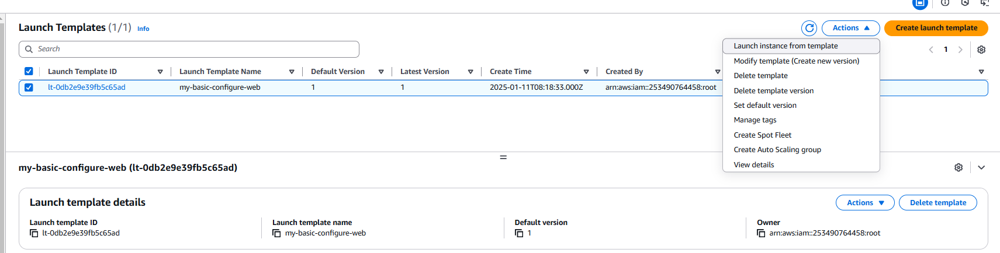 Launch Templates (1/1) Info
Actions
Create launch template
Search
1
Launch instance from template
Modify template (Create new version)
Delete template
Delete template version
Set default version
Manage tags
Create Spot Fleet
Create Auto Scaling group
View details
Launch Template ID Launch Template Name Default Version Latest Version Create Time Created By
lt-0db2e9e39fb5c65ad my-basic-configure-web 1 1 2025-01-11T08:18:33.000Z arn:aws:iam::253490764458:root
my-basic-configure-web (lt-0db2e9e39fb5c65ad)
Launch template details
Actions
Delete template
Launch template ID Launch template name Default version Owner
lt-0db2e9e39fb5c65ad my-basic-configure-web 1 arn:aws:iam::253490764458:root